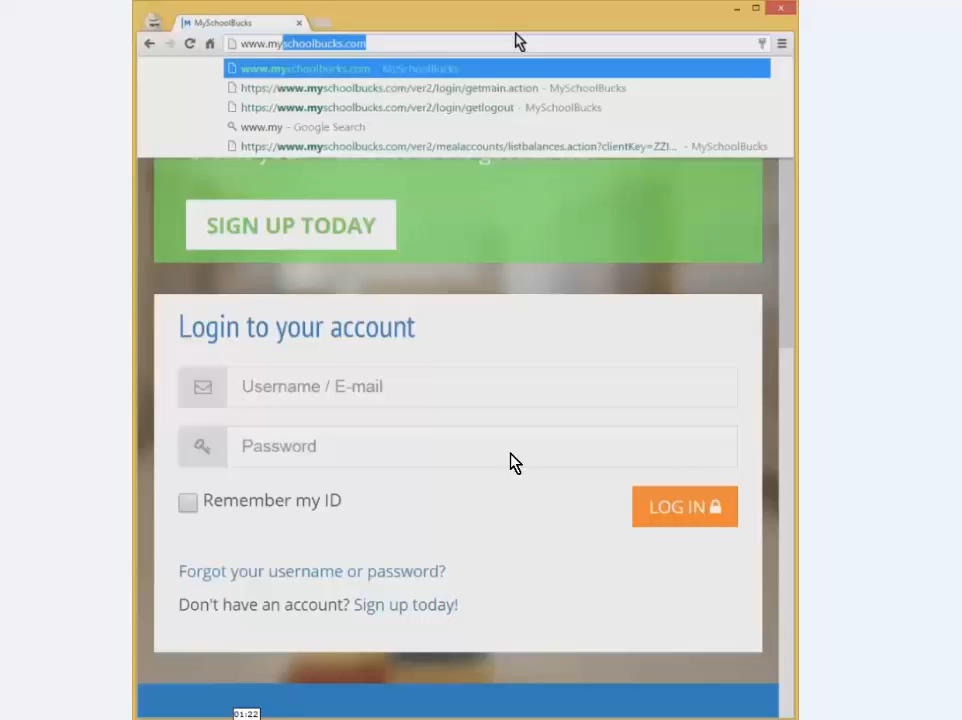 MySchoolBucks
www.myschoolbucks.com
www.myschoolbucks.com - MySchoolBucks
https://www.myschoolbucks.com/ver2/login/getmain.action - MySchoolBucks
https://www.myschoolbucks.com/ver2/login/getlogout - MySchoolBucks
www.my - Google Search
https://www.myschoolbucks.com/ver2/mealaccounts/listbalances.action?clientKey=ZZI... - MySchoolBucks
SIGN UP TODAY
Login to your account
Username / E-mail
Password
Remember my ID
LOG IN
Forgot your username or password?
Don't have an account? Sign up today!
01:22